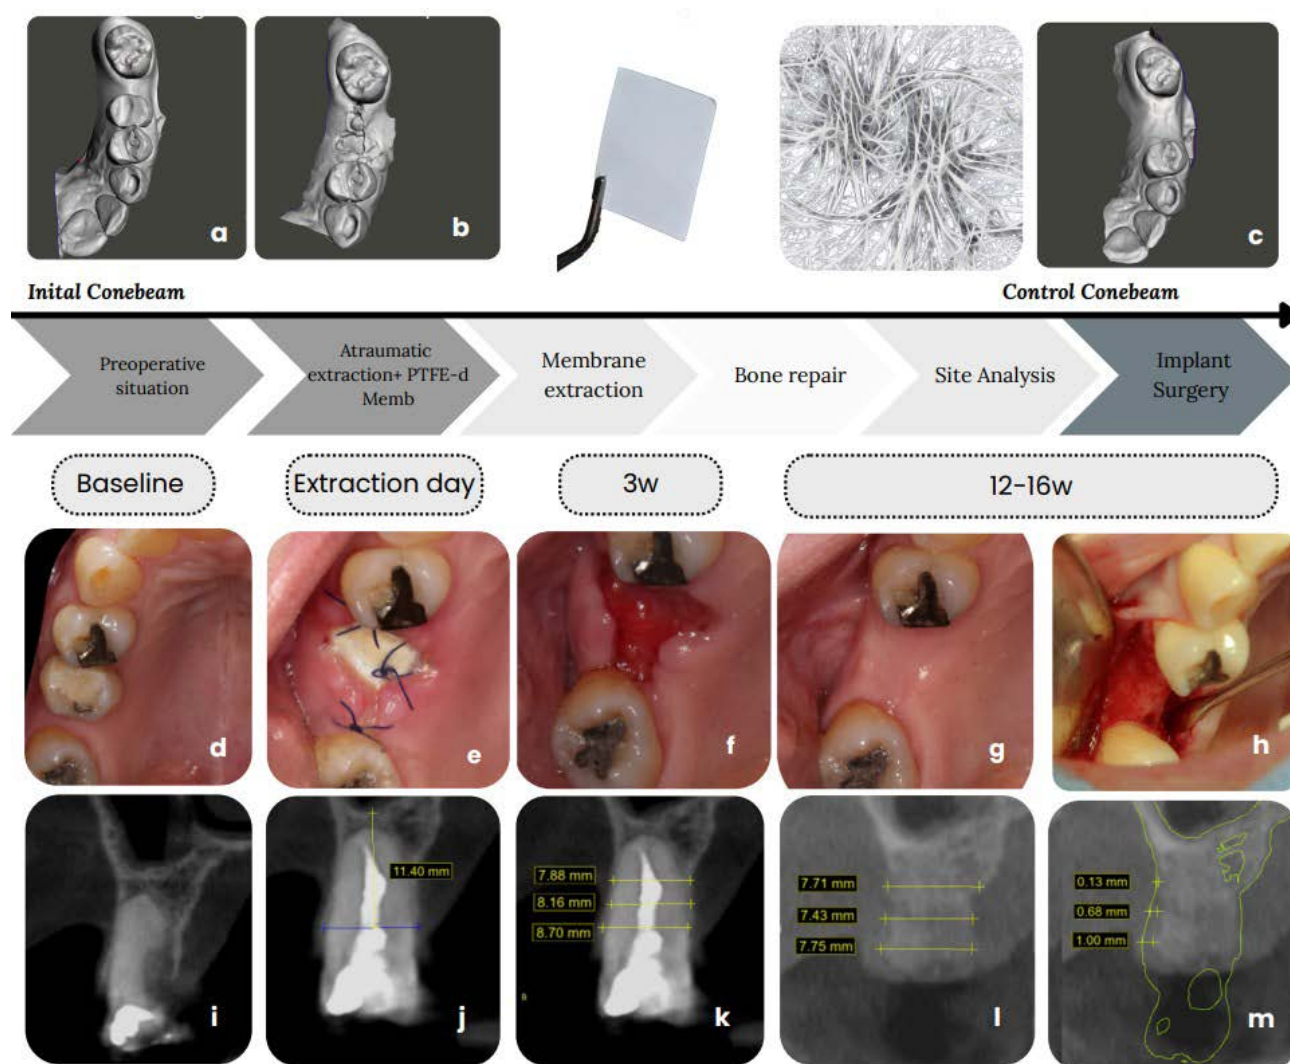 a
b
c
Inital Conebeam
Control Conebeam
Preoperative
situation
Atraumatic
extraction+ PTFE-d
Memb
Membrane
extraction
Bone repair
Site Analysis
Implant
Surgery
Baseline
Extraction day
3w
12-16w
d
e
f
g
h
i
11.40 mm
j
7.88 mm
8.16 mm
8.70 mm
R
k
7.71 mm
7.43 mm
7.75 mm
l
0.13 mm
0.68 mm
1.00 mm
m